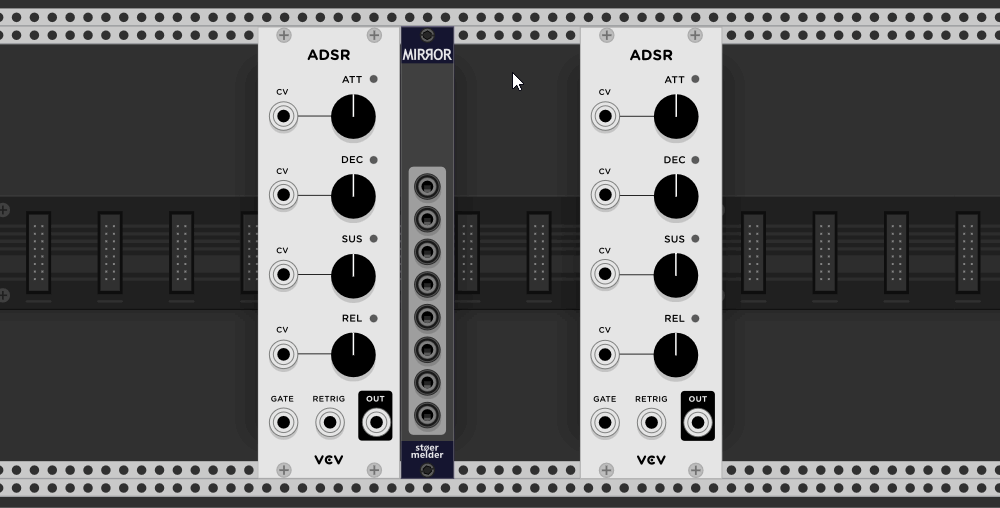 ADSR
ATT
CV
DEC
CV
SUS
CV
REL
CV
GATE RETRIG OUT
VCV
MIRROR
støer
melder
ADSR
ATT
CV
DEC
CV
SUS
CV
REL
CV
GATE RETRIG OUT
VCV